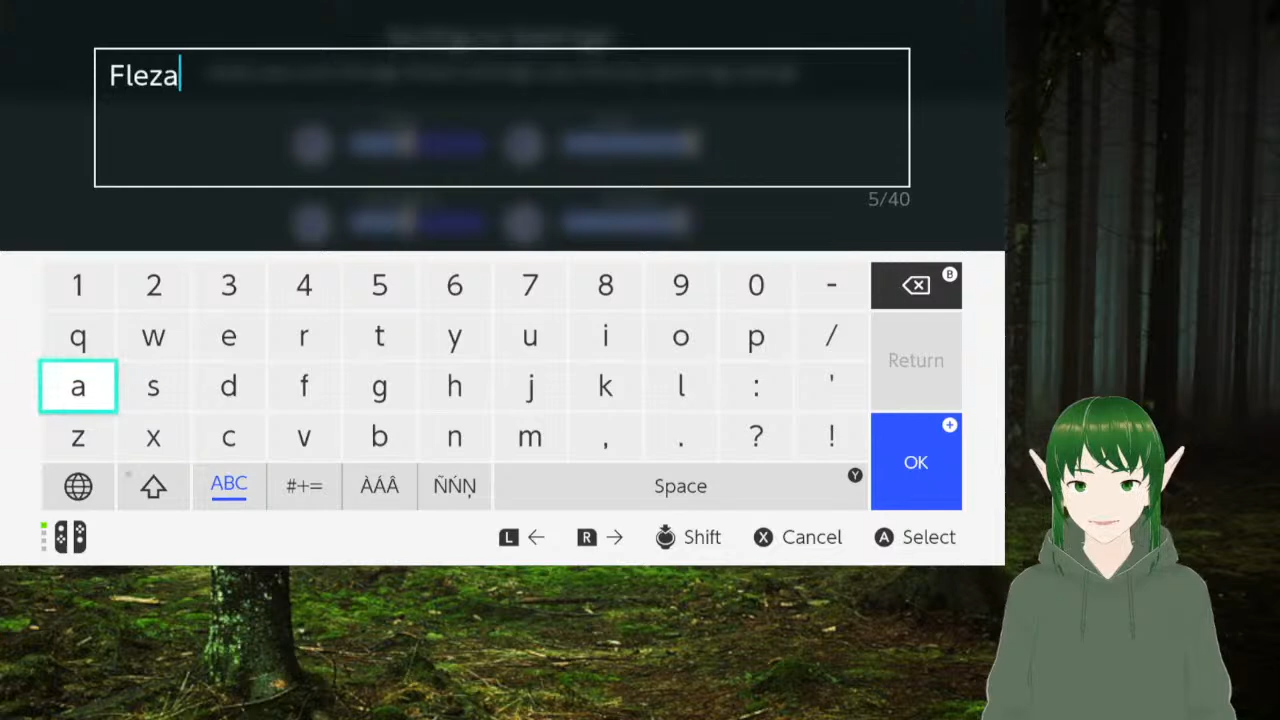 Fleza
5/40
1 2 3 4 5 6 7 8 9 0 - B
q w e r t y u i o p / Return
a s d f g h j k l : '
z x c v b n m , . ? ! OK
ABC #+= ÀÁÂ ÑŃŅ Space Y
L ← R → Shift X Cancel A Select